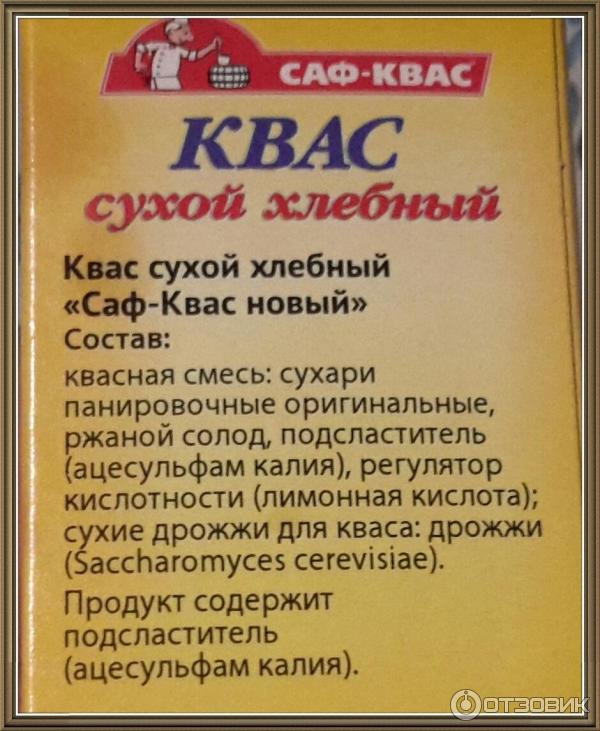 САФ-КВАС
КВАС
сухой хлебный
Квас сухой хлебный
«Саф-Квас новый»
Состав:
квасная смесь: сухари
панировочные оригинальные,
ржаной солод, подсластитель
(ацесульфам калия), регулятор
кислотности (лимонная кислота);
сухие дрожжи для кваса: дрожжи
(Saccharomyces cerevisiae).
Продукт содержит
подсластитель
(ацесульфам калия).
ОТЗОВИК